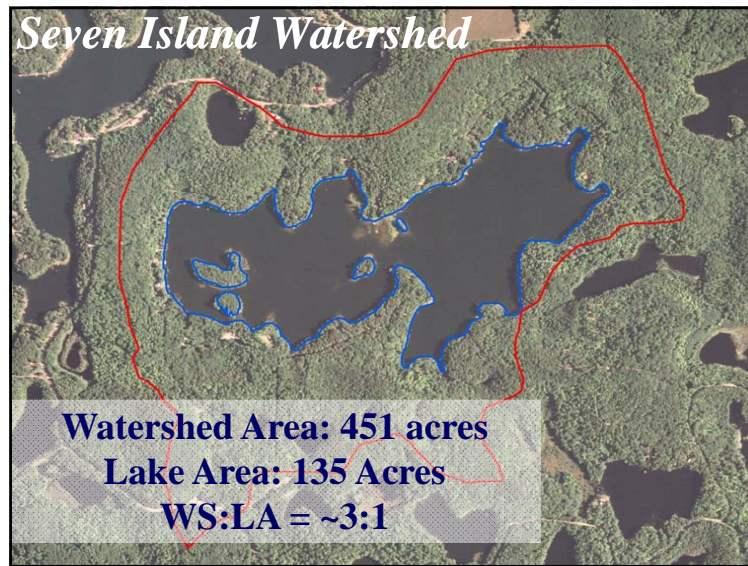 Seven Island Watershed
Watershed Area: 451 acres
Lake Area: 135 Acres
WS:LA = ~3:1